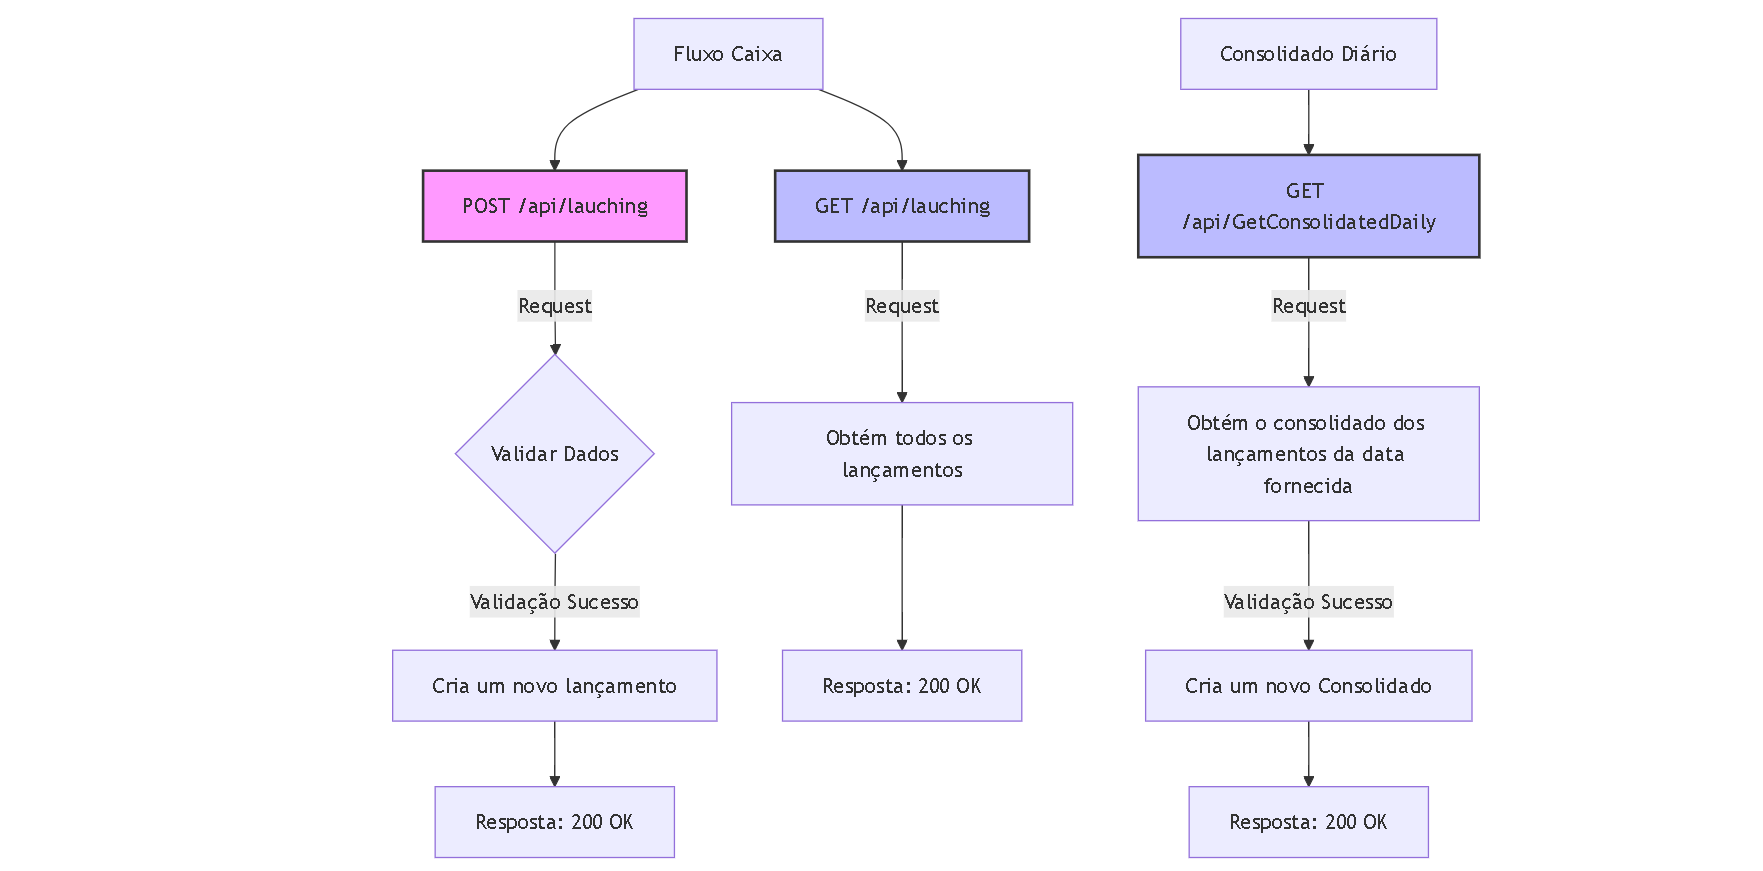 Fluxo Caixa
Consolidado Diário
POST /api/lauching
GET /api/lauching
GET
/api/GetConsolidatedDaily
Request
Request
Request
Validar Dados
Obtém todos os
lançamentos
Obtém o consolidado dos
lançamentos da data
fornecida
Validação Sucesso
Validação Sucesso
Cria um novo lançamento
Resposta: 200 OK
Cria um novo Consolidado
Resposta: 200 OK
Resposta: 200 OK